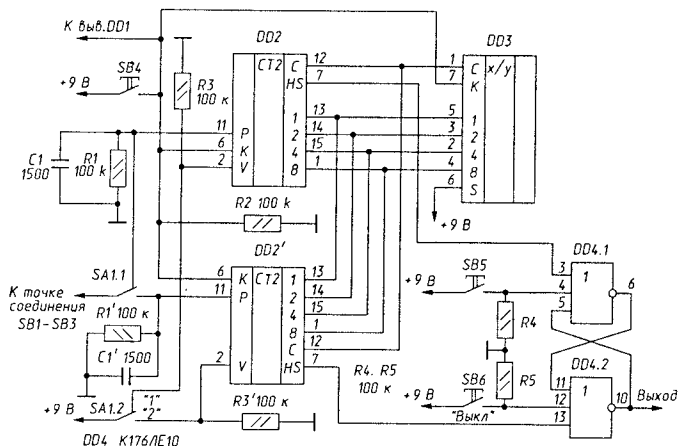 К выв.DD1
SB4
+9 В
R3
100 к
C1
1500
R1
100 к
11
6
2
P
K
V
DD2
CT2
C
HS
1
2
4
8
12
7
13
14
15
1
DD3
x/y
1
7
5
3
2
4
6
C
K
1
2
4
8
S
+9 В
R2 100 к
DD2'
SA1.1
К точке
соединения
SB1-SB3
R1' 100 к
C1' 1500
6
11
2
K
P
V
CT2
1
2
4
8
C
HS
13
14
15
1
12
7
R4. R5
100 к
+9 В
SB5
R4
R5
+9 В
SB6
"Выкл"
DD4.1
3
4
5
1
6
DD4.2
11
12
13
1
10
Выход
+9 В
SA1.2
"1"
"2"
R3' 100 к
DD4 К176ЛЕ10